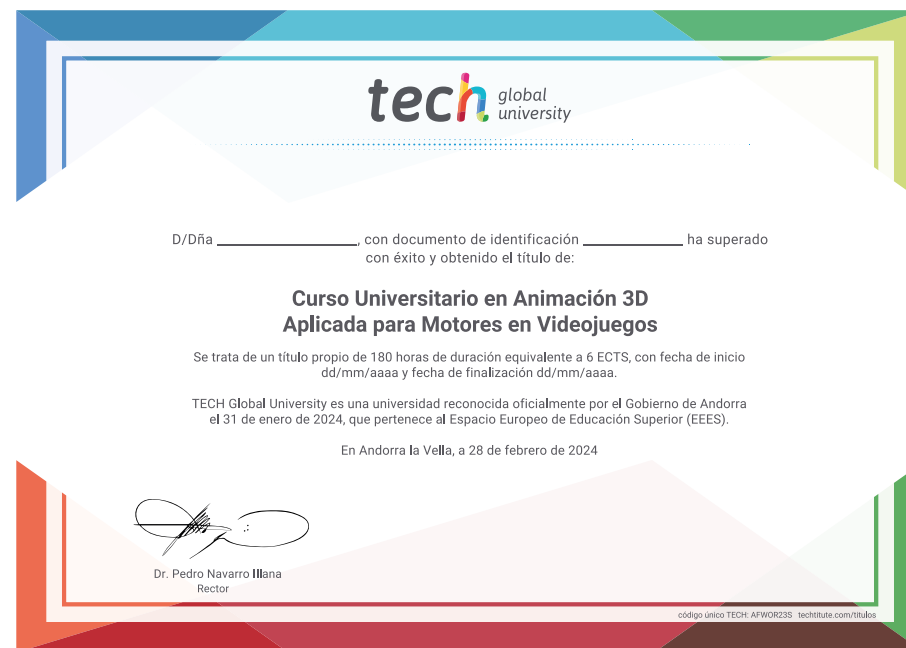 tech global university
D/Dña ________________, con documento de identificación ____________ ha superado
con éxito y obtenido el título de:
Curso Universitario en Animación 3D
Aplicada para Motores en Videojuegos
Se trata de un título propio de 180 horas de duración equivalente a 6 ECTS, con fecha de inicio
dd/mm/aaaa y fecha de finalización dd/mm/aaaa.
TECH Global University es una universidad reconocida oficialmente por el Gobierno de Andorra
el 31 de enero de 2024, que pertenece al Espacio Europeo de Educación Superior (EEES).
En Andorra la Vella, a 28 de febrero de 2024
Dr. Pedro Navarro Illana
Rector
código único TECH: AFWOR23S techtitute.com/titulos